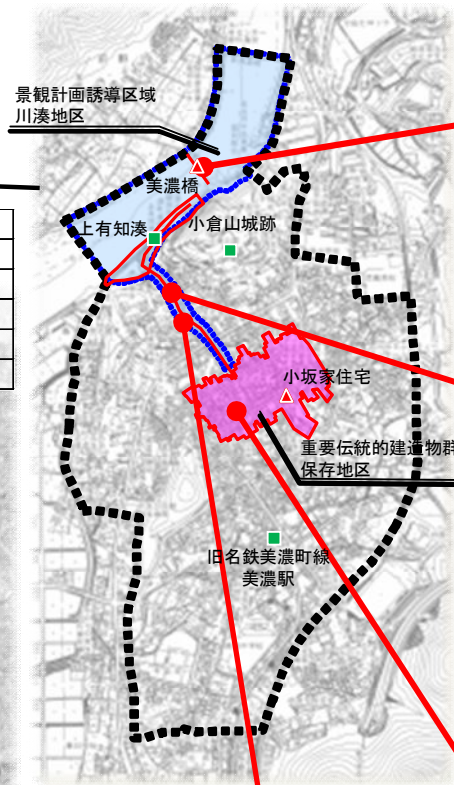 景観計画誘導区域
川湊地区
美濃橋
上有知湊
小倉山城跡
小坂家住宅
重要伝統的建造物群
保存地区
旧名鉄美濃町線
美濃駅